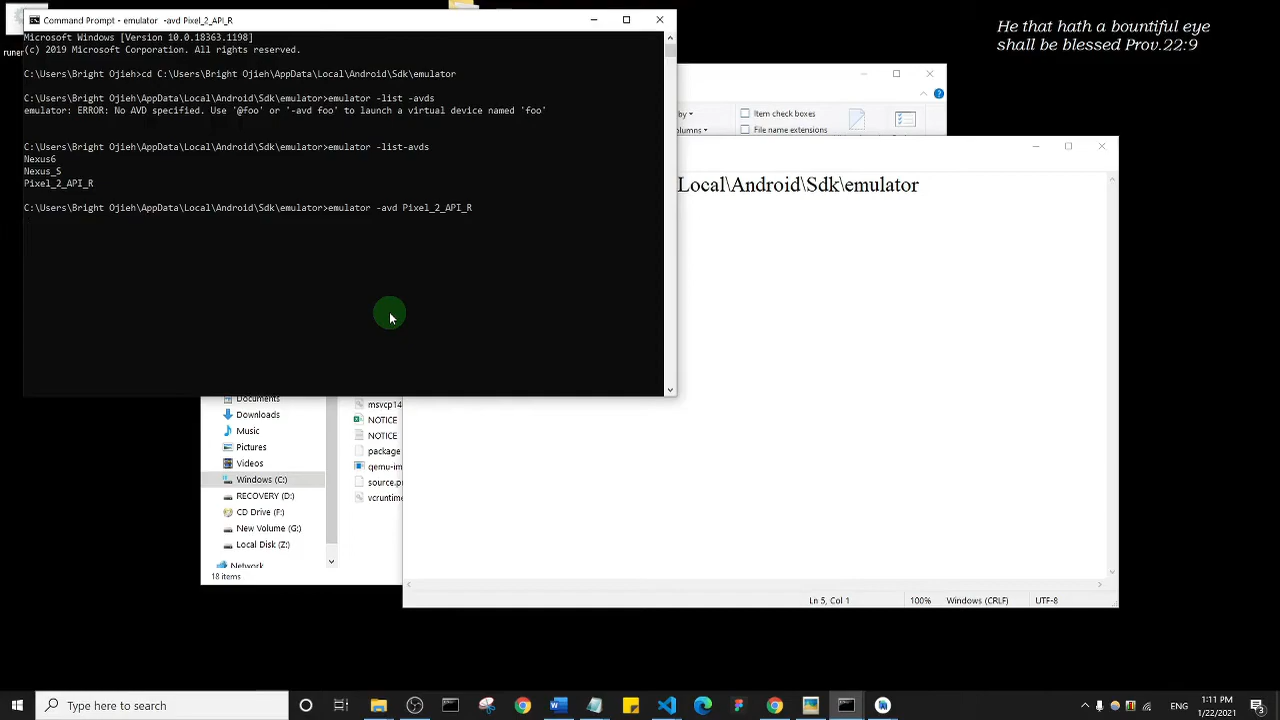 Command Prompt - emulator -avd Pixel_2_API_R
Microsoft Windows [Version 10.0.18363.1198]
(c) 2019 Microsoft Corporation. All rights reserved.
C:\Users\Bright Ojieh>cd C:\Users\Bright Ojieh\AppData\Local\Android\Sdk\emulator
C:\Users\Bright Ojieh\AppData\Local\Android\Sdk\emulator>emulator -list -avds
emulator: ERROR: No AVD specified. Use '@foo' or '-avd foo' to launch a virtual device named 'foo'
C:\Users\Bright Ojieh\AppData\Local\Android\Sdk\emulator>emulator -list-avds
Nexus6
Nexus_S
Pixel_2_API_R
C:\Users\Bright Ojieh\AppData\Local\Android\Sdk\emulator>emulator -avd Pixel_2_API_R
He that hath a bountiful eye
shall be blessed Prov.22:9
Item check boxes
File name extensions
Local\Android\Sdk\emulator
Documents
Downloads
Music
Pictures
Videos
Windows (C:)
RECOVERY (D:)
CD Drive (F:)
New Volume (G:)
Local Disk (Z:)
Network
18 items
msvcp14
NOTICE
NOTICE
package
qemu-im
source.pr
vcruntime
Ln 5, Col 1
100%
Windows (CRLF)
UTF-8
Type here to search
ENG
1:11 PM
1/22/2021